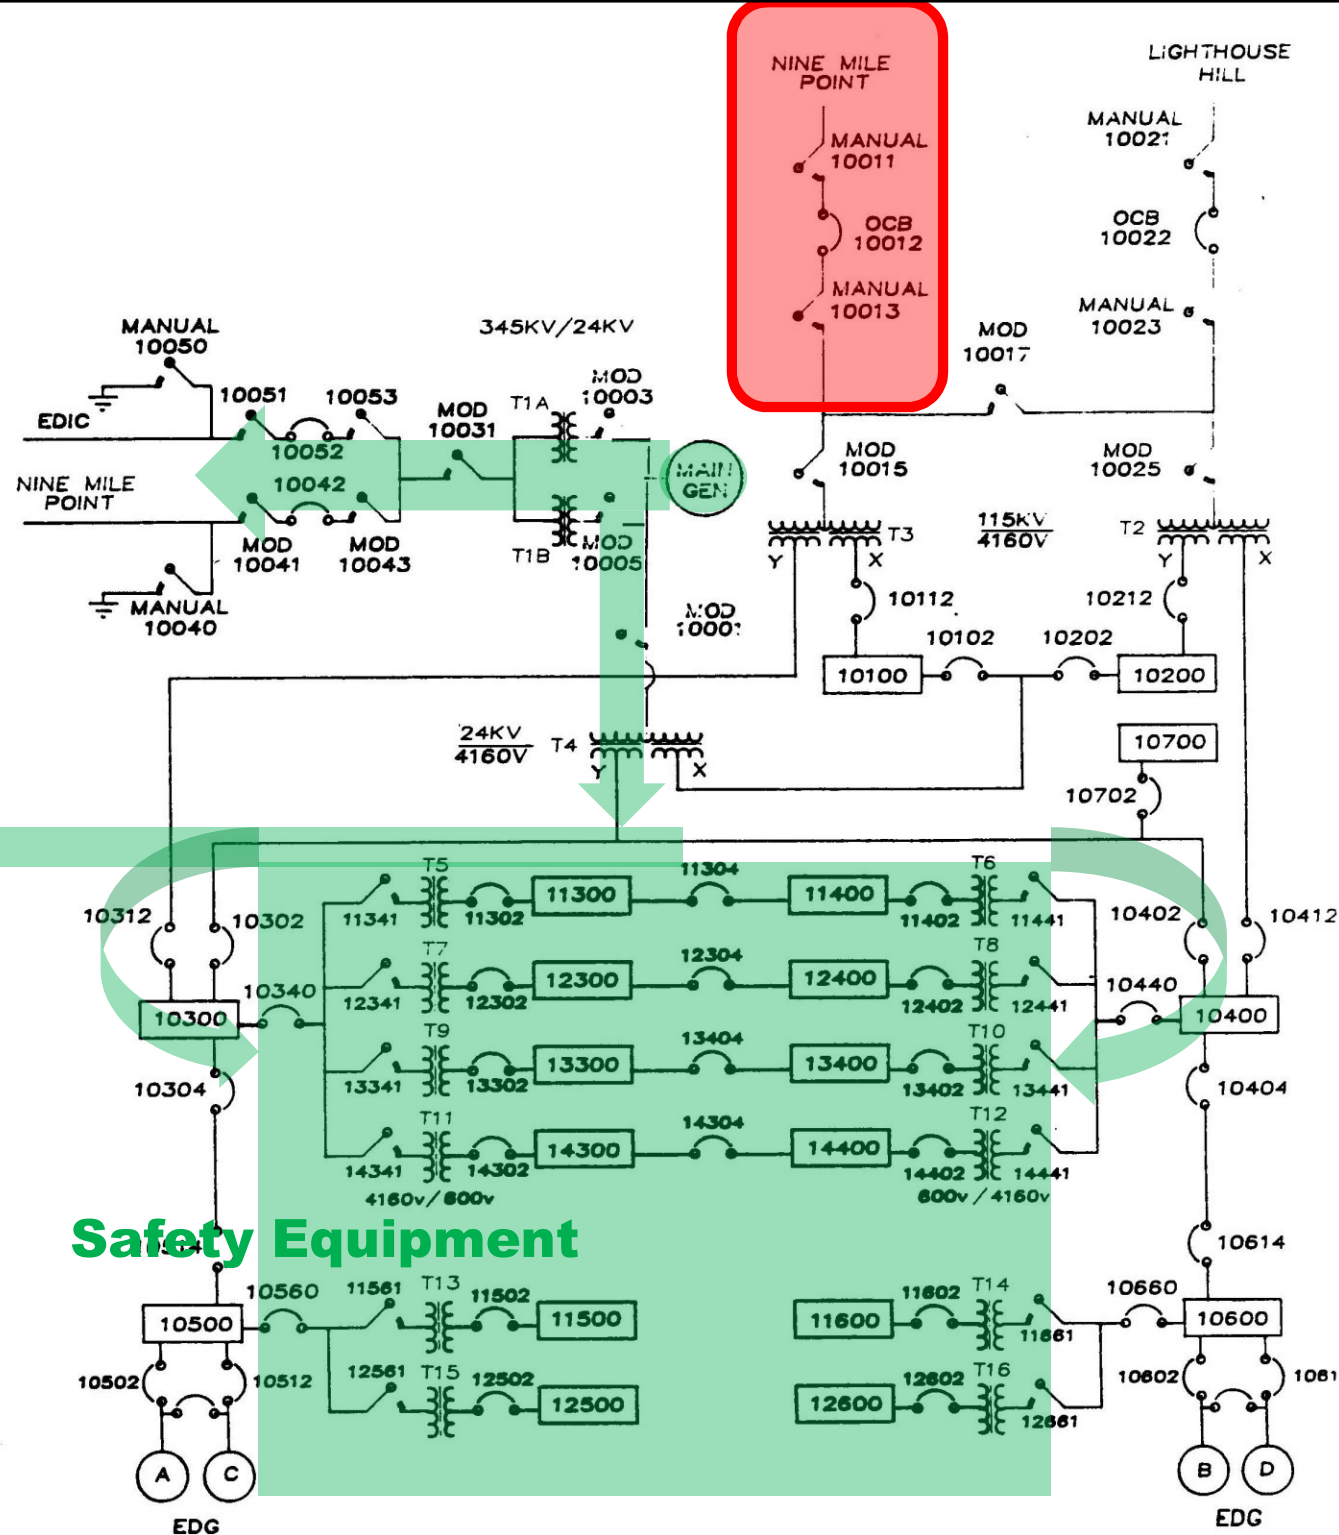 NINE MILE
POINT
MANUAL
10011
OCB
10012
MANUAL
10013
LIGHTHOUSE
HILL
MANUAL
10021
OCB
10022
MANUAL
10023
MOD
10017
MANUAL
10050
345KV/24KV
EDIC
10051
10053
10052
MOD
10031
T1A
MOD
10003
MAIN
GEN
NINE MILE
POINT
10042
MOD
10041
MOD
10043
T1B
MOD
10005
MANUAL
10040
MOD
10001
MOD
10015
MOD
10025
Y
X
T3
115KV
4160V
T2
Y
X
10112
10212
10102
10202
10100
10200
24KV
4160V
T4
Y
X
10700
10702
T5
11304
T6
11341
11302
11300
11400
11402
11441
10312
10302
10402
10412
T7
12304
T8
12341
12302
12300
12400
12402
12441
10340
10440
10300
10400
T9
13404
T10
13341
13302
13300
13400
13402
13441
10304
10404
T11
14304
T12
14341
14302
14300
14400
14402
14441
4160v/600v
600v/4160v
Safety Equipment
10514
10614
10560
11561
T13
11502
11500
11600
11602
T14
11661
10660
10500
10600
10502
10512
12561
T15
12502
12500
12600
12602
T16
12661
10602
1061
A
C
B
D
EDG
EDG